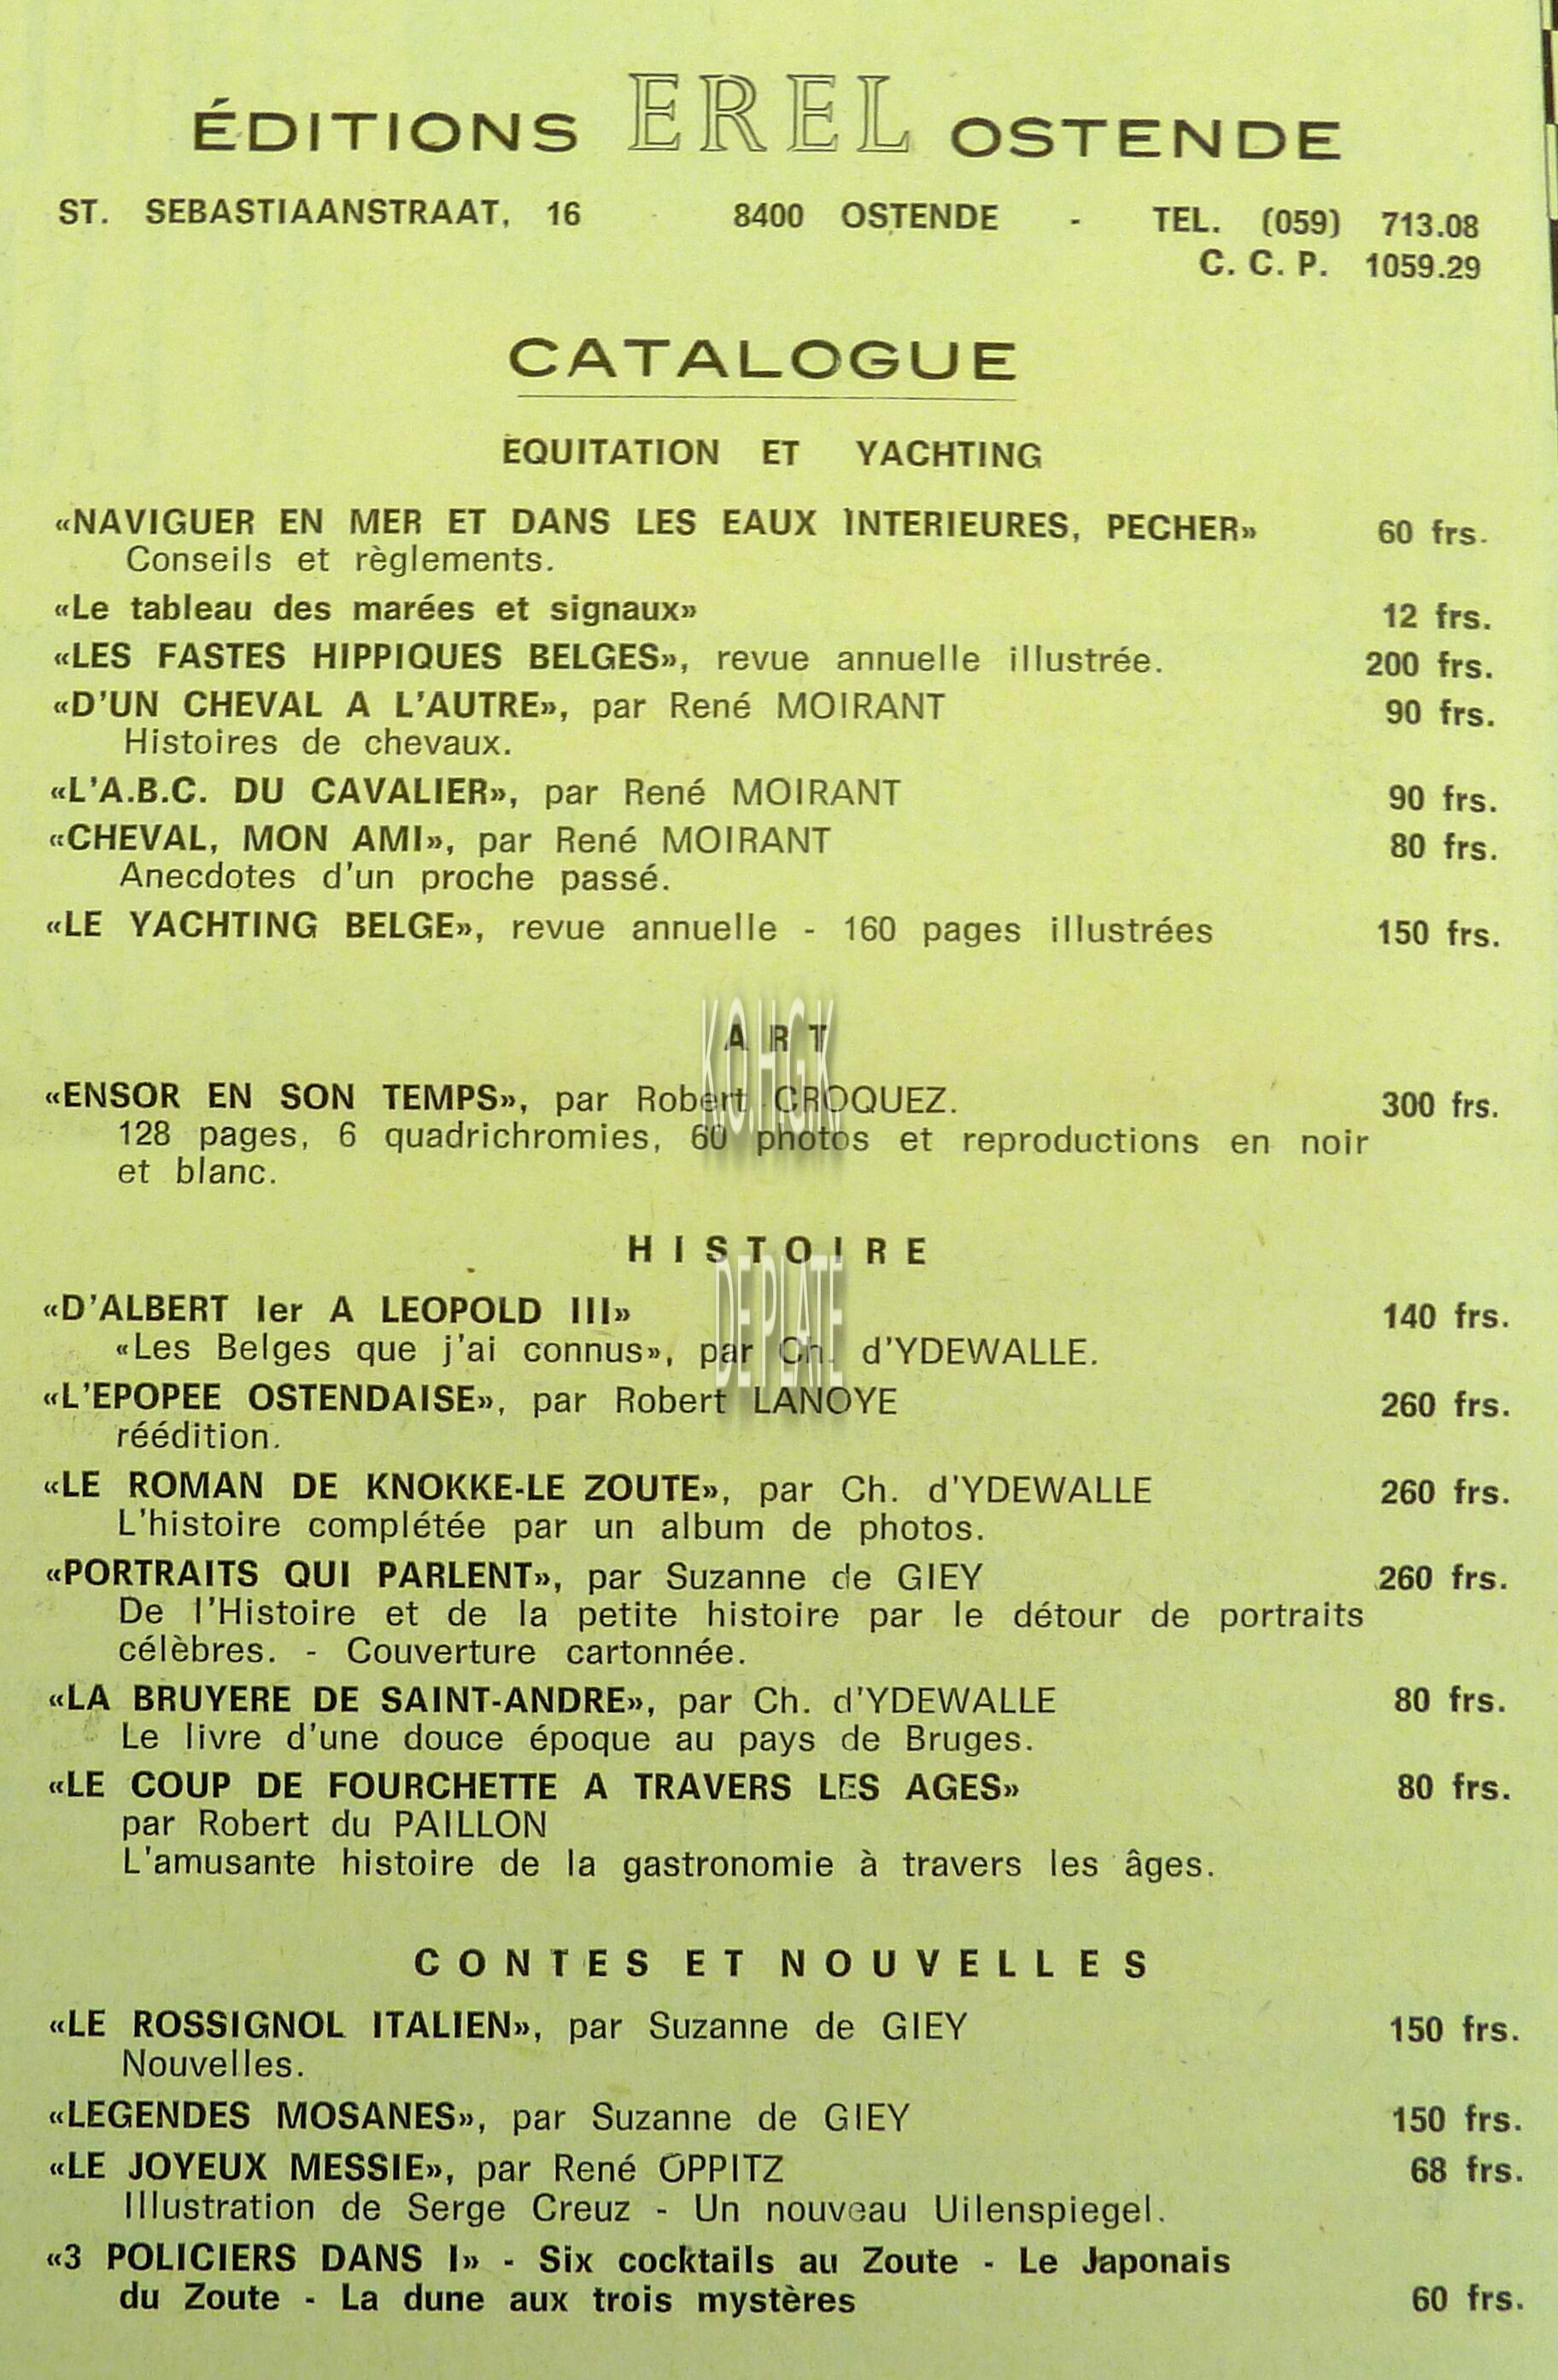 ÉDITIONS EREL OSTENDE
ST. SEBASTIAANSTRAAT, 16 8400 OSTENDE - TEL. (059) 713.08
C. C. P. 1059.29
CATALOGUE
EQUITATION ET YACHTING
«NAVIGUER EN MER ET DANS LES EAUX INTERIEURES, PECHER» 60 frs.
Conseils et règlements.
«Le tableau des marées et signaux» 12 frs.
«LES FASTES HIPPIQUES BELGES», revue annuelle illustrée. 200 frs.
«D'UN CHEVAL A L'AUTRE», par René MOIRANT 90 frs.
Histoires de chevaux.
«L'A.B.C. DU CAVALIER», par René MOIRANT 90 frs.
«CHEVAL, MON AMI», par René MOIRANT 80 frs.
Anecdotes d'un proche passé.
«LE YACHTING BELGE», revue annuelle - 160 pages illustrées 150 frs.
ART
KOHGK
«ENSOR EN SON TEMPS», par Robert CROQUEZ. 300 frs.
128 pages, 6 quadrichromies, 60 photos et reproductions en noir
et blanc.
HISTOIRE
DE PLATE
«D'ALBERT Ier A LEOPOLD III» 140 frs.
«Les Belges que j'ai connus», par Ch. d'YDEWALLE.
«L'EPOPEE OSTENDAISE», par Robert LANOYE 260 frs.
réédition.
«LE ROMAN DE KNOKKE-LE ZOUTE», par Ch. d'YDEWALLE 260 frs.
L'histoire complétée par un album de photos.
«PORTRAITS QUI PARLENT», par Suzanne de GIEY 260 frs.
De l'Histoire et de la petite histoire par le détour de portraits
célèbres. - Couverture cartonnée.
«LA BRUYERE DE SAINT-ANDRE», par Ch. d'YDEWALLE 80 frs.
Le livre d'une douce époque au pays de Bruges.
«LE COUP DE FOURCHETTE A TRAVERS LES AGES» 80 frs.
par Robert du PAILLON
L'amusante histoire de la gastronomie à travers les âges.
CONTES ET NOUVELLES
«LE ROSSIGNOL ITALIEN», par Suzanne de GIEY 150 frs.
Nouvelles.
«LEGENDES MOSANES», par Suzanne de GIEY 150 frs.
«LE JOYEUX MESSIE», par René OPPITZ 68 frs.
Illustration de Serge Creuz - Un nouveau Uilenspiegel.
«3 POLICIERS DANS I» - Six cocktails au Zoute - Le Japonais
du Zoute - La dune aux trois mystères 60 frs.